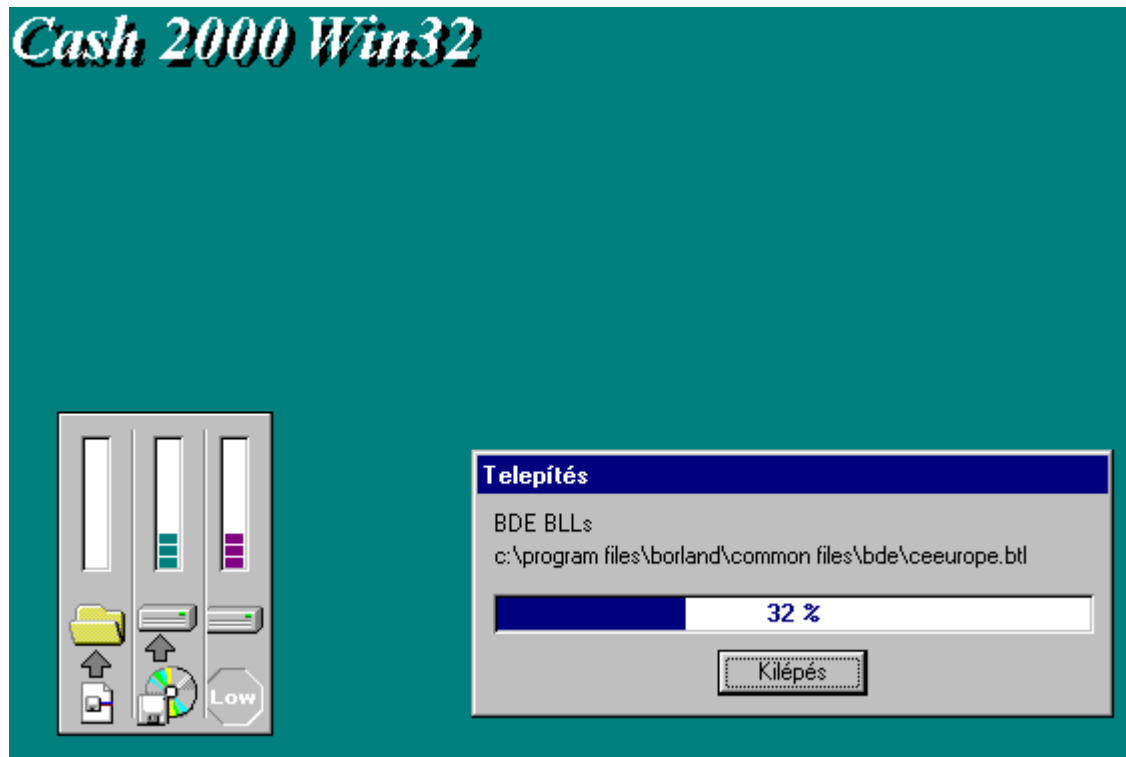 Cash 2000 Win32
Telepítés
BDE BLLs
c:\program files\borland\common files\bde\ceeurope.btl
32 %
Kilépés
Low